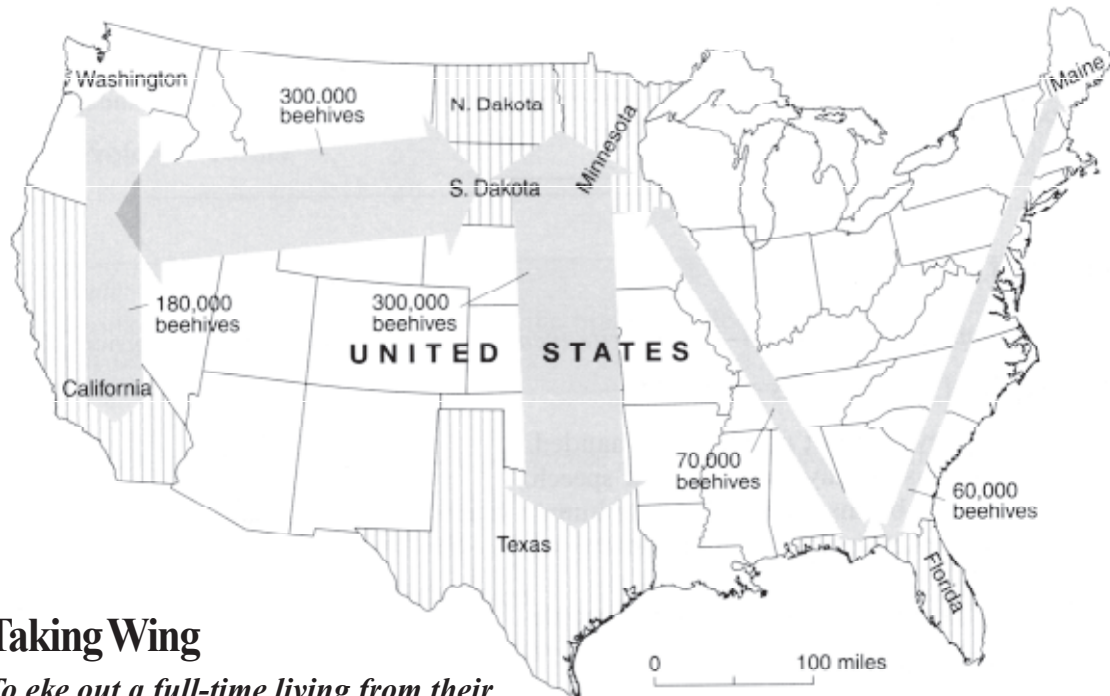 Washington
300.000
beehives
N. Dakota
Minnesota
Maine
S. Dakota
180,000
beehives
300,000
beehives
UNITED STATES
California
70,000
beehives
60,000
beehives
Texas
Florida
Taking Wing
To eke out a full-time living from their
0 100 miles